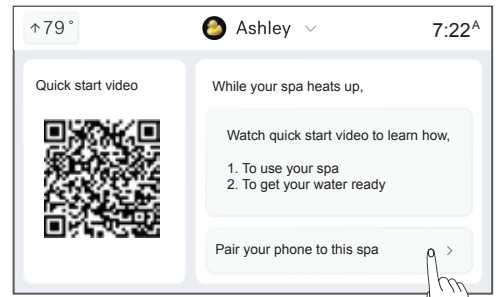 ↑79°
Ashley
7:22ᴬ
Quick start video
While your spa heats up,
Watch quick start video to learn how,
1. To use your spa
2. To get your water ready
Pair your phone to this spa